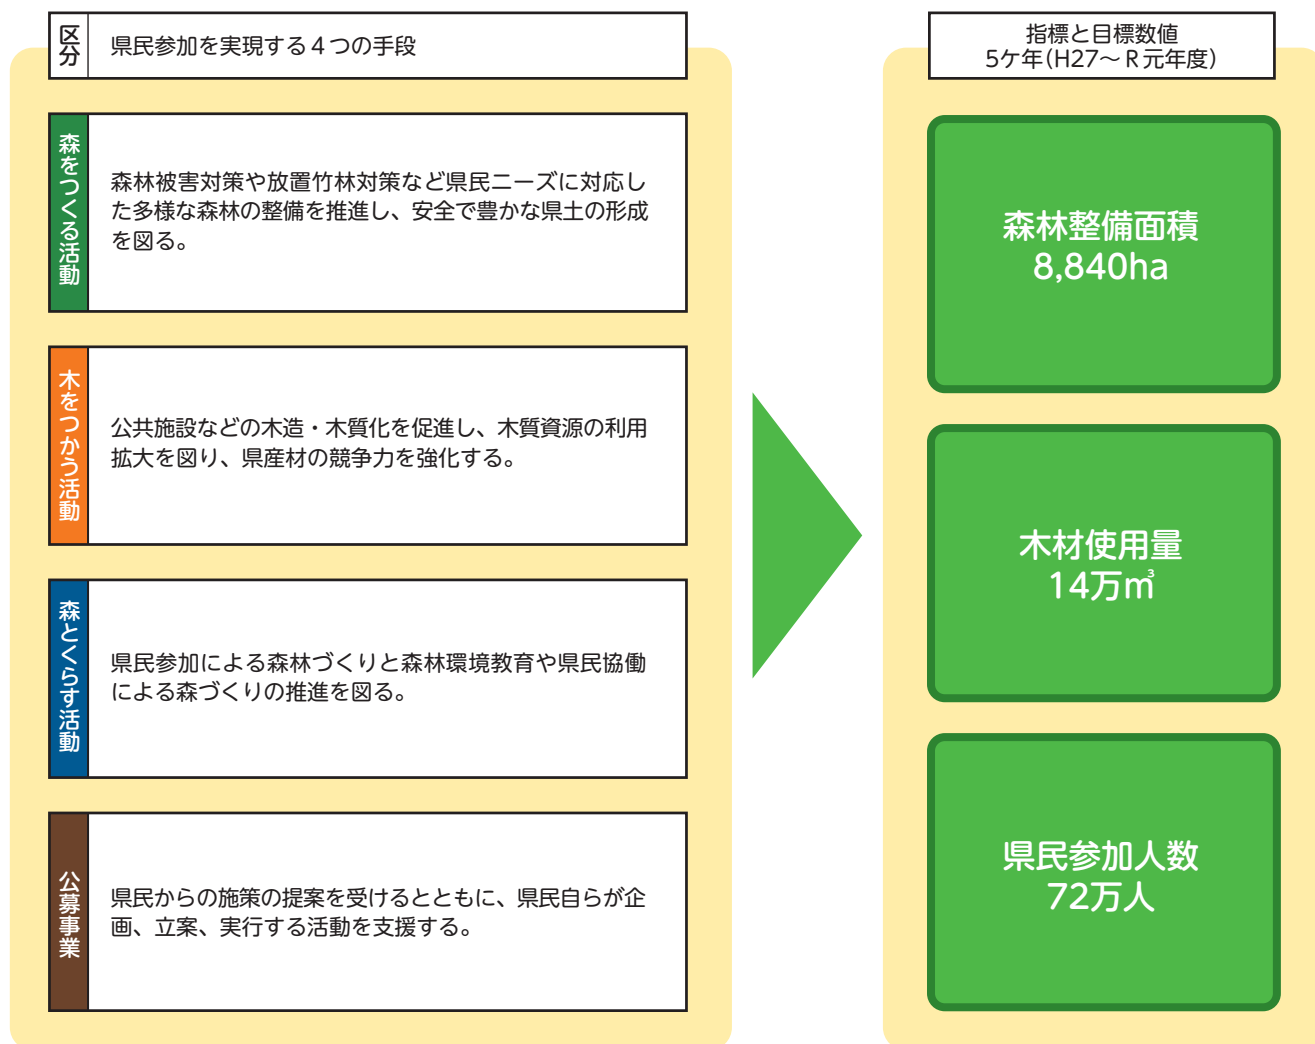 区分
県民参加を実現する４つの手段
森をつくる活動
森林被害対策や放置竹林対策など県民ニーズに対応し
た多様な森林の整備を推進し、安全で豊かな県土の形成
を図る。
木をつかう活動
公共施設などの木造・木質化を促進し、木質資源の利用
拡大を図り、県産材の競争力を強化する。
森とくらす活動
県民参加による森林づくりと森林環境教育や県民協働
による森づくりの推進を図る。
公募事業
県民からの施策の提案を受けるとともに、県民自らが企
画、立案、実行する活動を支援する。
指標と目標数値
5ケ年(H27～R元年度)
森林整備面積
8,840ha
木材使用量
14万㎥
県民参加人数
72万人